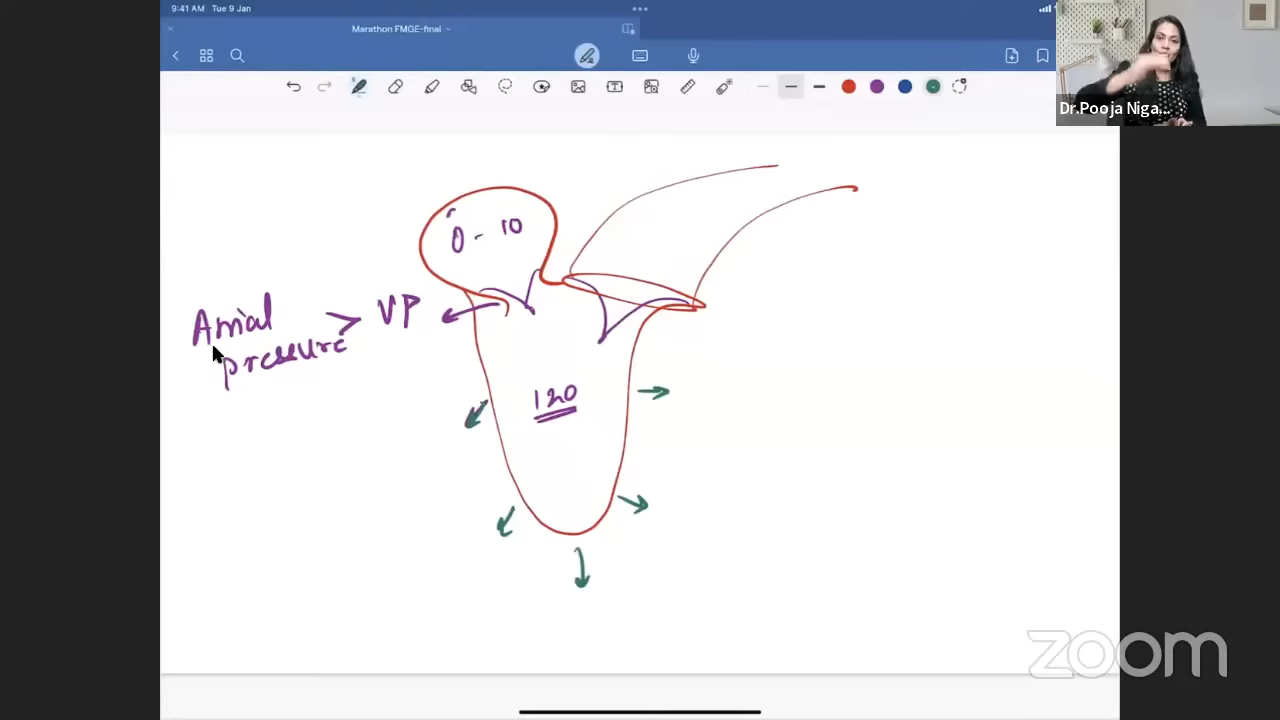 9:41 AM Tue 9 Jan
Marathon FMGE-final
Dr.Pooja Niga...
0 - 10
Atrial > VP
pressure
120
zoom